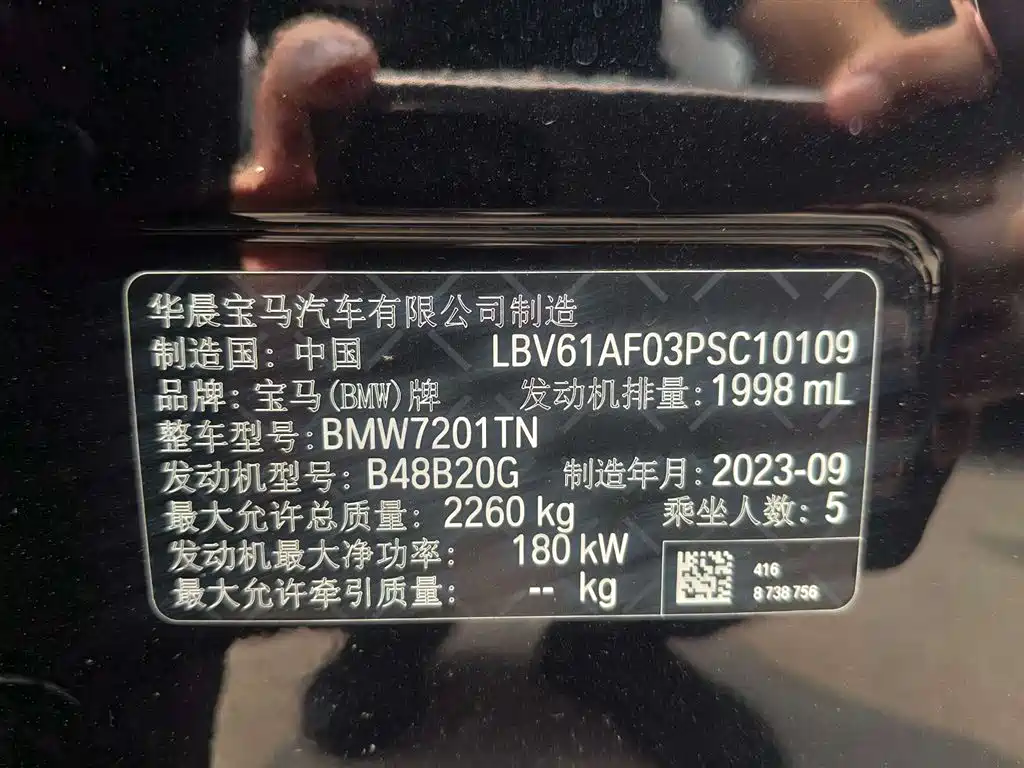 华晨宝马汽车有限公司制造
制造国：中国 LBV61AF03PSC10109
品牌：宝马(BMW)牌 发动机排量：1998 mL
整车型号：BMW7201TN
发动机型号：B48B20G 制造年月：2023-09
最大允许总质量：2260 kg 乘坐人数：5
发动机最大净功率：180 kW
最大允许牵引质量：-- kg
416
8 738 756